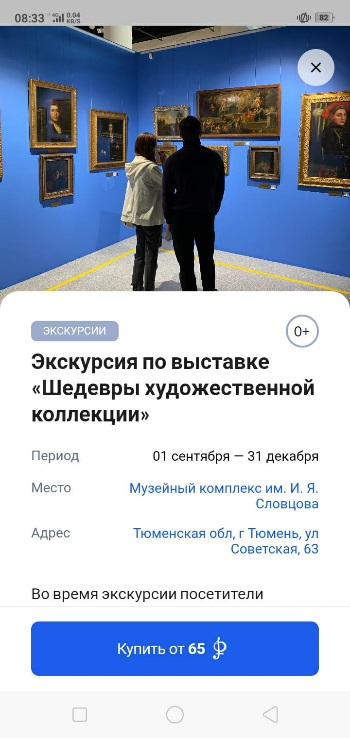 08:33 4G 0.04 KB/S 82
ЭКСКУРСИИ
0+
Экскурсия по выставке
«Шедевры художественной
коллекции»
Период 01 сентября — 31 декабря
Место Музейный комплекс им. И. Я.
Словцова
Адрес Тюменская обл, г Тюмень, ул
Советская, 63
Во время экскурсии посетители
Купить от 65